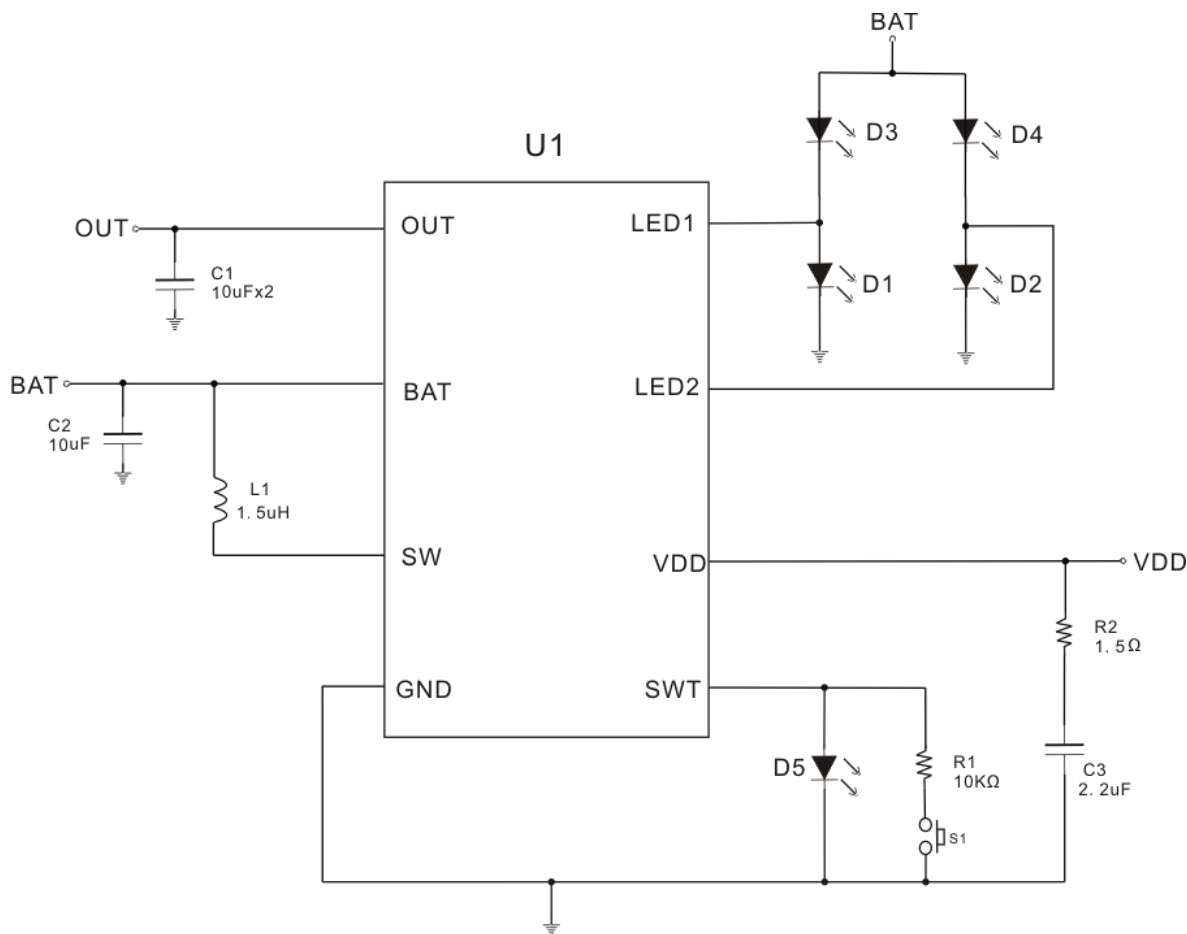 BAT
D3
D4
U1
OUT
OUT
LED1
C1
10uFx2
D1
D2
BAT
BAT
LED2
C2
10uF
L1
1. 5uH
SW
VDD
VDD
R2
1. 5Ω
GND
SWT
D5
R1
10KΩ
C3
2. 2uF
S1